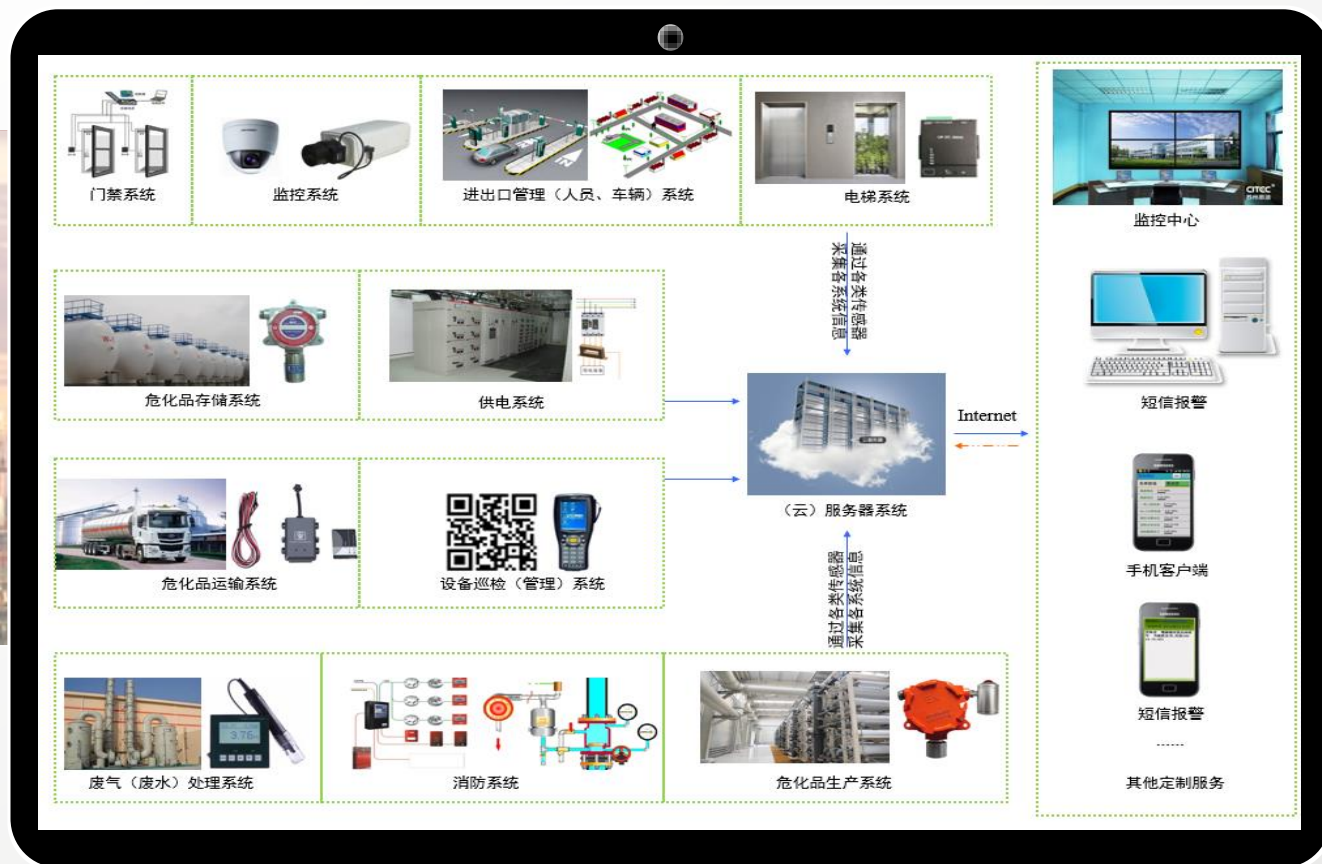 门禁系统
监控系统
进出口管理（人员、车辆）系统
电梯系统
通过各类传感器
采集各系统信息
危化品存储系统
供电系统
危化品运输系统
设备巡检（管理）系统
（云）服务器系统
Internet
通过各类传感器
采集各系统信息
废气（废水）处理系统
消防系统
危化品生产系统
CITEC
监控中心
短信报警
手机客户端
短信报警
······
其他定制服务
IN
3.76